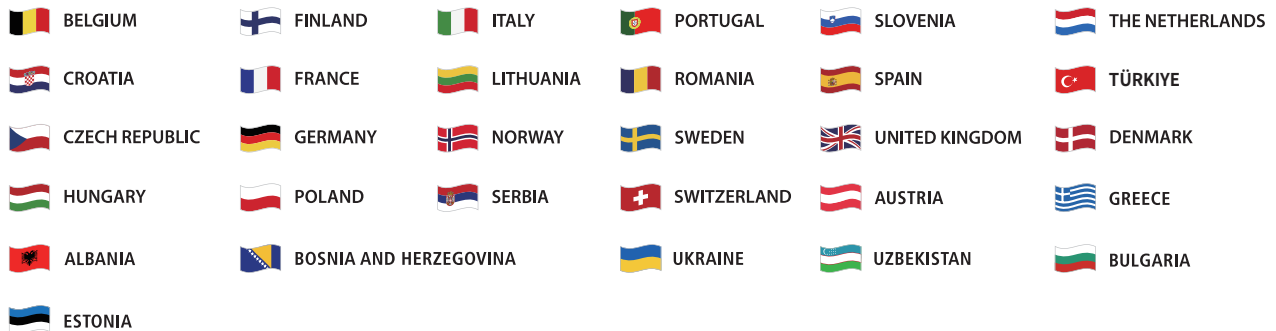 BELGIUM FINLAND ITALY PORTUGAL SLOVENIA THE NETHERLANDS
CROATIA FRANCE LITHUANIA ROMANIA SPAIN TÜRKIYE
CZECH REPUBLIC GERMANY NORWAY SWEDEN UNITED KINGDOM DENMARK
HUNGARY POLAND SERBIA SWITZERLAND AUSTRIA GREECE
ALBANIA BOSNIA AND HERZEGOVINA UKRAINE UZBEKISTAN BULGARIA
ESTONIA